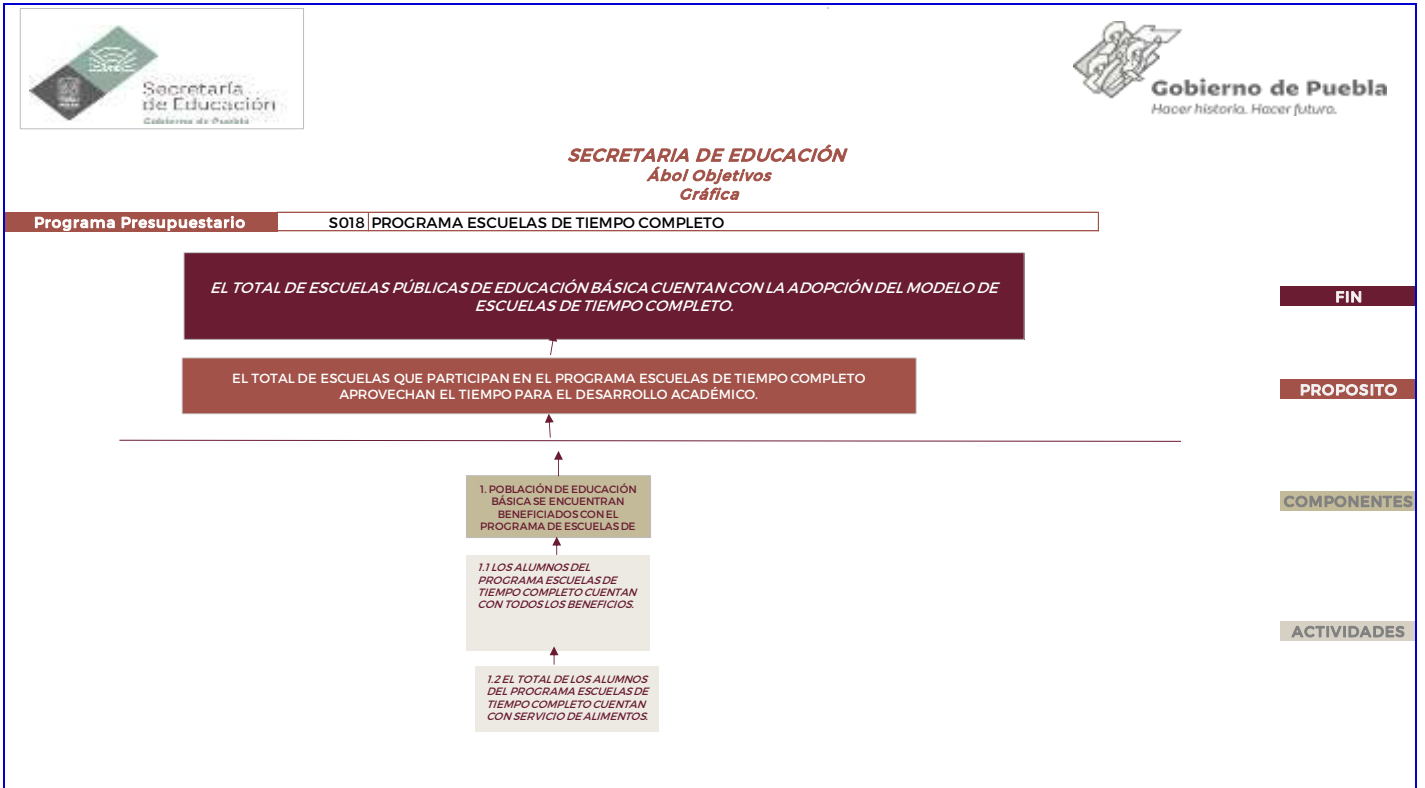 Secretaría
de Educación
Gobierno de Puebla
Gobierno de Puebla
Hacer historia. Hacer futuro.
SECRETARIA DE EDUCACIÓN
Ábol Objetivos
Gráfica
Programa Presupuestario S018 PROGRAMA ESCUELAS DE TIEMPO COMPLETO
EL TOTAL DE ESCUELAS PÚBLICAS DE EDUCACIÓN BÁSICA CUENTAN CON LA ADOPCIÓN DEL MODELO DE
ESCUELAS DE TIEMPO COMPLETO.
FIN
EL TOTAL DE ESCUELAS QUE PARTICIPAN EN EL PROGRAMA ESCUELAS DE TIEMPO COMPLETO
APROVECHAN EL TIEMPO PARA EL DESARROLLO ACADÉMICO.
PROPOSITO
1. POBLACIÓN DE EDUCACIÓN
BÁSICA SE ENCUENTRAN
BENEFICIADOS CON EL
PROGRAMA DE ESCUELAS DE
COMPONENTES
1.1 LOS ALUMNOS DEL
PROGRAMA ESCUELAS DE
TIEMPO COMPLETO CUENTAN
CON TODOS LOS BENEFICIOS.
ACTIVIDADES
1.2 EL TOTAL DE LOS ALUMNOS
DEL PROGRAMA ESCUELAS DE
TIEMPO COMPLETO CUENTAN
CON SERVICIO DE ALIMENTOS.